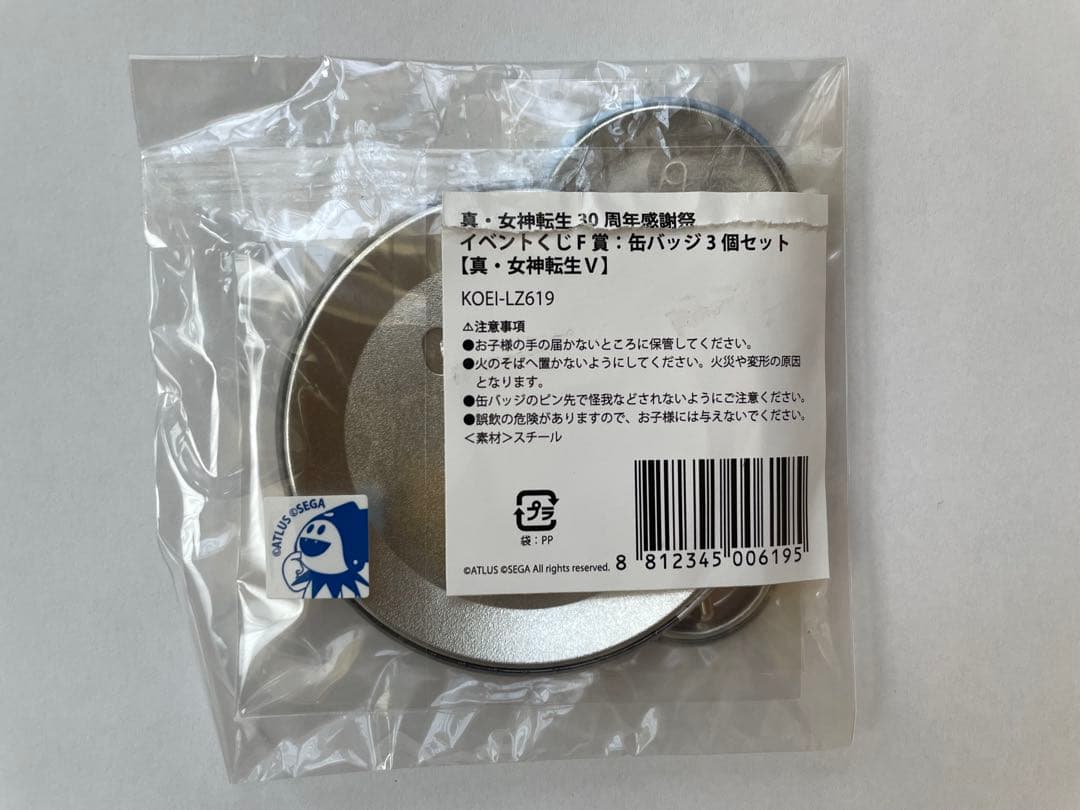 真・女神転生 30 周年感謝祭
イベントくじ F 賞：缶バッジ 3 個セット
【真・女神転生Ⅴ】
KOEI-LZ619
⚠注意事項
●お子様の手の届かないところに保管してください。
●火のそばへ置かないようにしてください。火災や変形の原因
となります。
●缶バッジのピン先で怪我などされないようにご注意ください。
●誤飲の危険がありますので、お子様には与えないでください。
＜素材＞スチール
プラ
袋：PP
©ATLUS ©SEGA All rights reserved.
8 812345 006195
©ATLUS ©SEGA